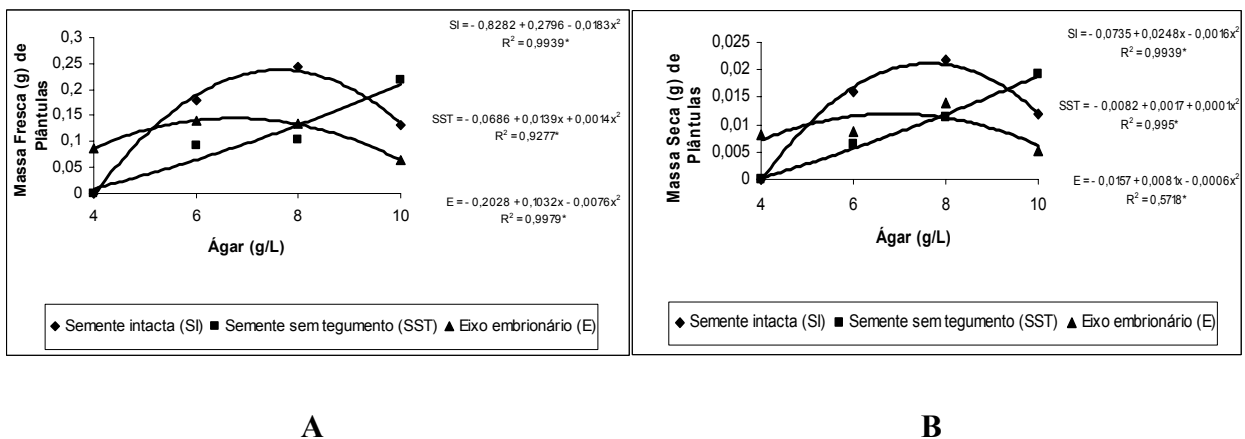 Massa Fresca (g) de
Plântulas
0,3
0,25
0,2
0,15
0,1
0,05
0
4
6
8
10
Ágar (g/L)
SI = - 0,8282 + 0,2796 - 0,0183x²
R² = 0,9939*
SST = - 0,0686 + 0,0139x + 0,0014x²
R² = 0,9277*
E = - 0,2028 + 0,1032x - 0,0076x²
R² = 0,9979*
Semente intacta (SI) Semente sem tegumento (SST) Eixo embrionário (E)
A
Massa Seca (g) de
Plântulas
0,025
0,02
0,015
0,01
0,005
0
4
6
8
10
Ágar (g/L)
SI = - 0,0735 + 0,0248x - 0,0016x²
R² = 0,9939*
SST = - 0,0082 + 0,0017 + 0,0001x²
R² = 0,995*
E = - 0,0157 + 0,0081x - 0,0006x²
R² = 0,5718*
Semente intacta (SI) Semente sem tegumento (SST) Eixo embrionário (E)
B